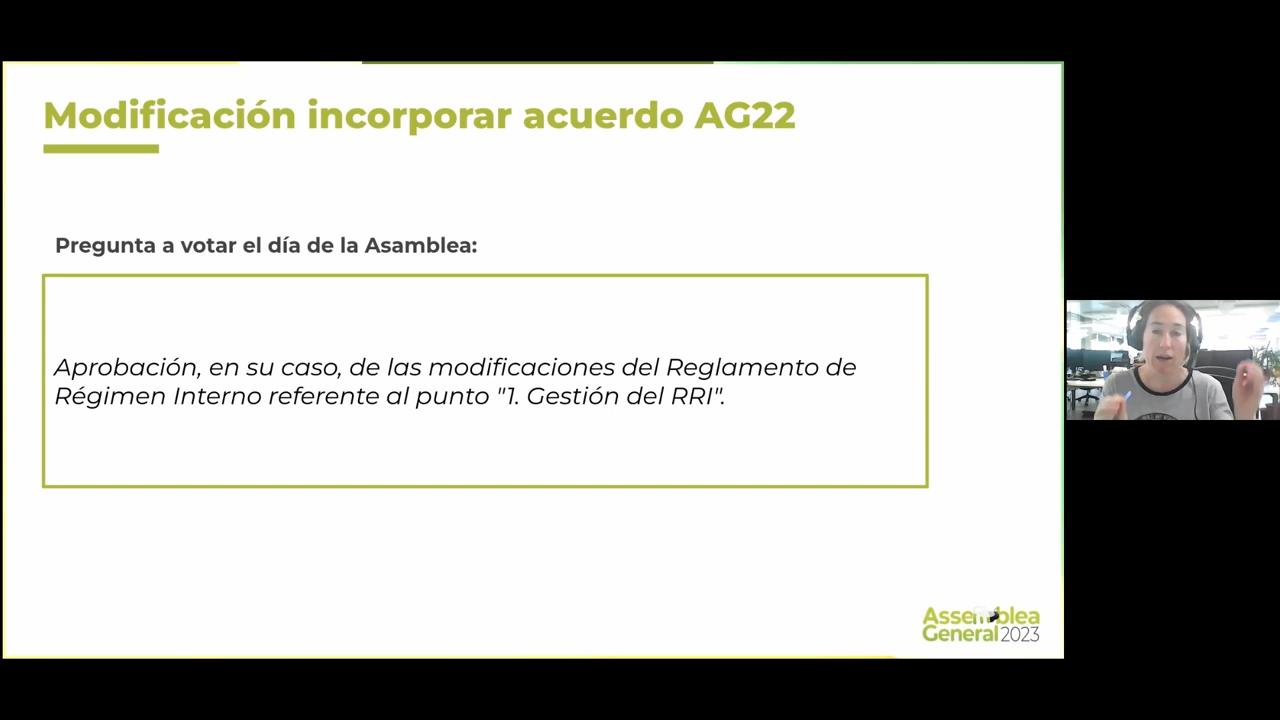 Modificación incorporar acuerdo AG22
Pregunta a votar el día de la Asamblea:
Aprobación, en su caso, de las modificaciones del Reglamento de
Régimen Interno referente al punto "1. Gestión del RRI".
Assemblea
General 2023